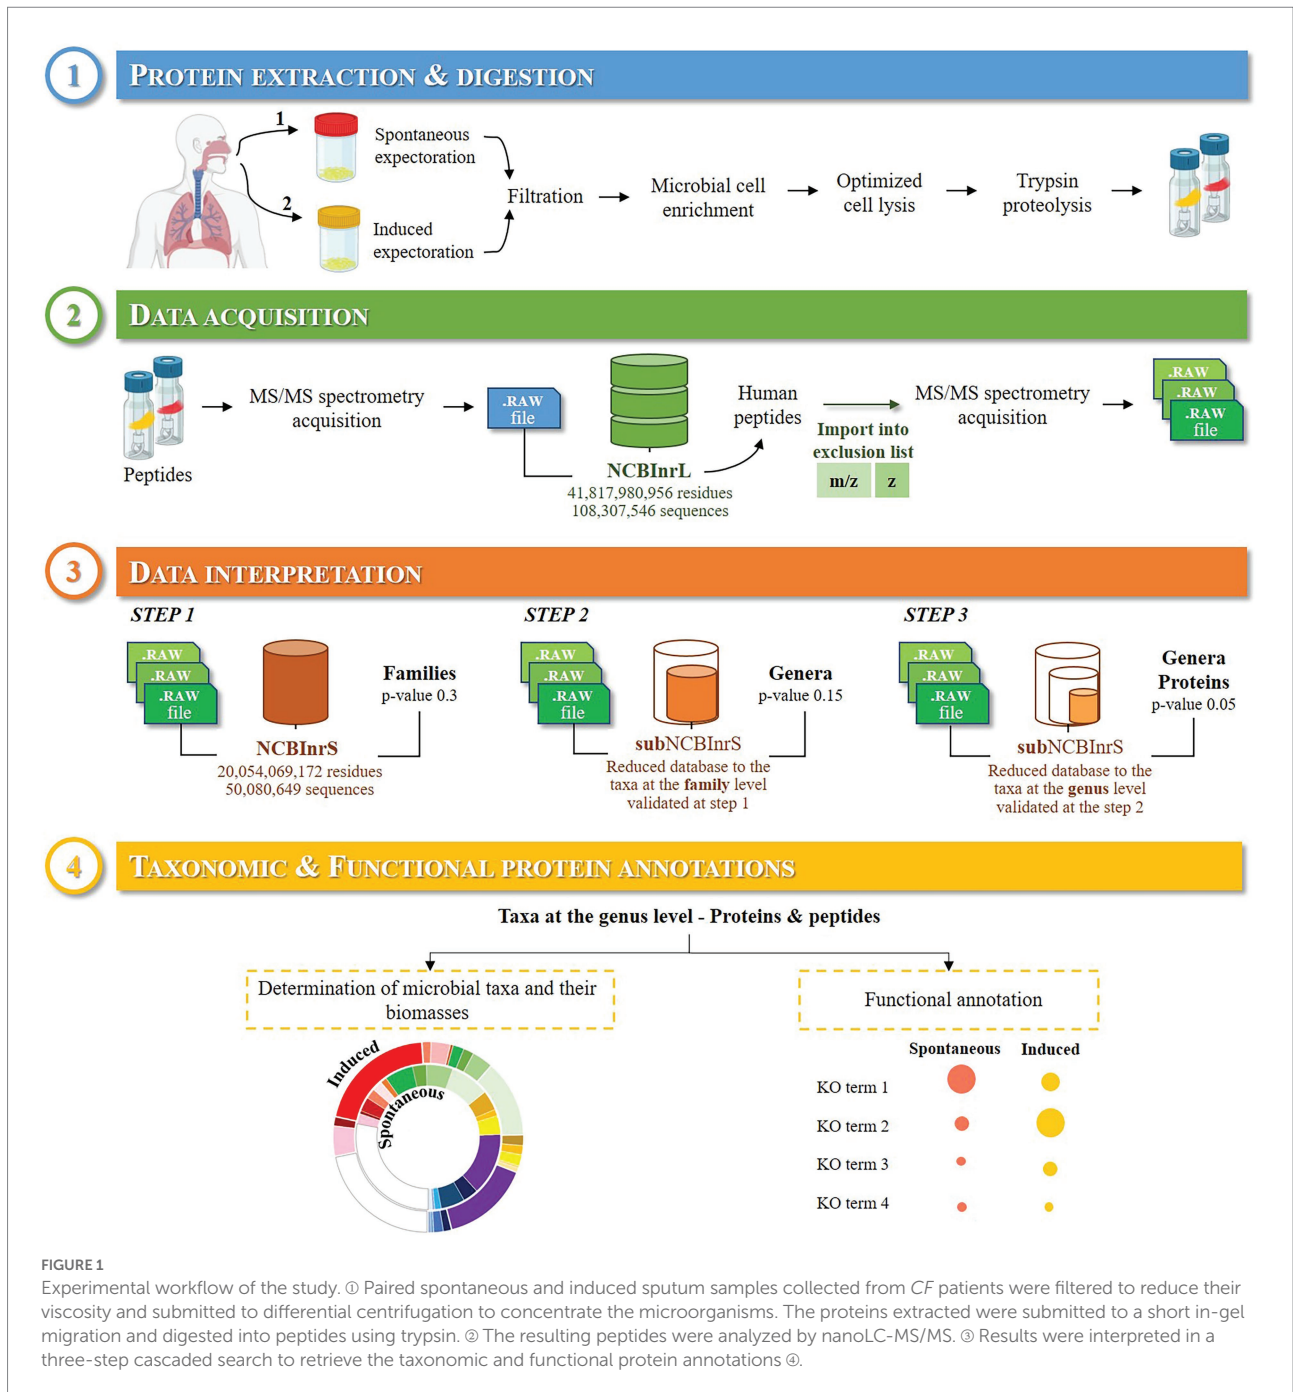 1 PROTEIN EXTRACTION & DIGESTION
1
Spontaneous
expectoration
2
Induced
expectoration
Filtration
Microbial cell
enrichment
Optimized
cell lysis
Trypsin
proteolysis
2 DATA ACQUISITION
Peptides
MS/MS spectrometry
acquisition
.RAW
file
NCBInrL
41,817,980,956 residues
108,307,546 sequences
Human
peptides
Import into
exclusion list
m/z z
MS/MS spectrometry
acquisition
.RAW
.RAW
.RAW
file
3 DATA INTERPRETATION
STEP 1
.RAW
.RAW
.RAW
file
NCBInrS
20,054,069,172 residues
50,080,649 sequences
Families
p-value 0.3
STEP 2
.RAW
.RAW
.RAW
file
subNCBInrS
Reduced database to the
taxa at the family level
validated at step 1
Genera
p-value 0.15
STEP 3
.RAW
.RAW
.RAW
file
subNCBInrS
Reduced database to the
taxa at the genus level
validated at the step 2
Genera
Proteins
p-value 0.05
4 TAXONOMIC & FUNCTIONAL PROTEIN ANNOTATIONS
Taxa at the genus level - Proteins & peptides
Determination of microbial taxa and their
biomasses
Induced
Spontaneous
Functional annotation
Spontaneous Induced
KO term 1
KO term 2
KO term 3
KO term 4
FIGURE 1
Experimental workflow of the study. ① Paired spontaneous and induced sputum samples collected from CF patients were filtered to reduce their
viscosity and submitted to differential centrifugation to concentrate the microorganisms. The proteins extracted were submitted to a short in-gel
migration and digested into peptides using trypsin. ② The resulting peptides were analyzed by nanoLC-MS/MS. ③ Results were interpreted in a
three-step cascaded search to retrieve the taxonomic and functional protein annotations ④.